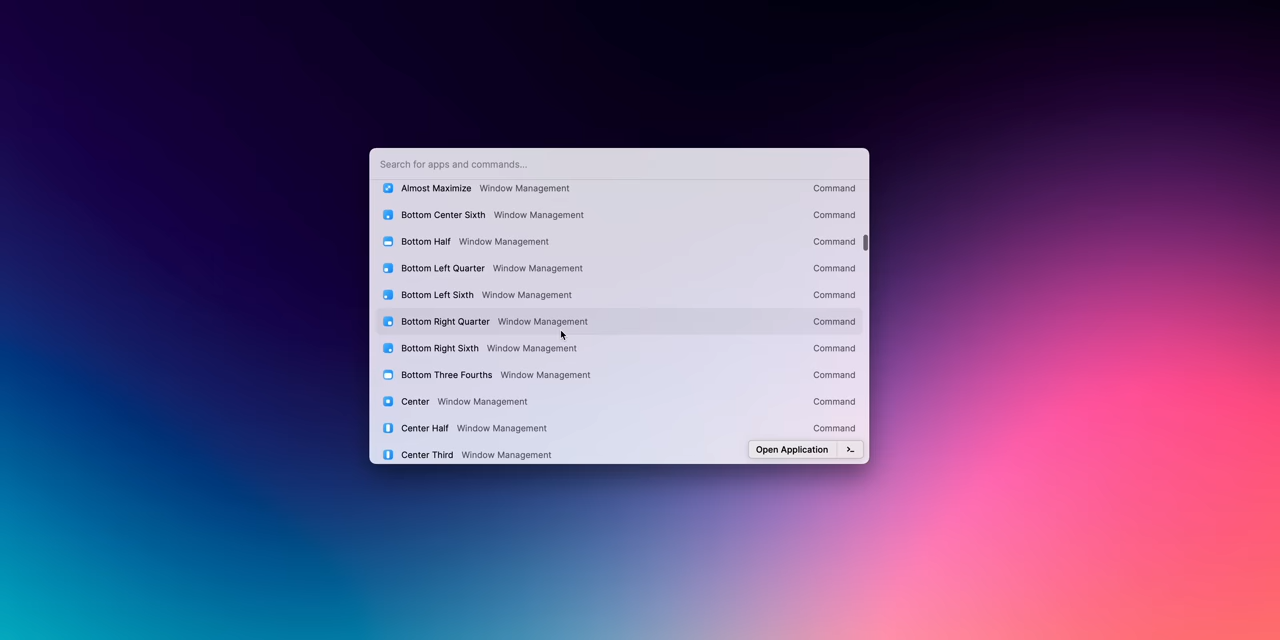 Search for apps and commands...
Almost Maximize Window Management Command
Bottom Center Sixth Window Management Command
Bottom Half Window Management Command
Bottom Left Quarter Window Management Command
Bottom Left Sixth Window Management Command
Bottom Right Quarter Window Management Command
Bottom Right Sixth Window Management Command
Bottom Three Fourths Window Management Command
Center Window Management Command
Center Half Window Management Command
Center Third Window Management
Open Application